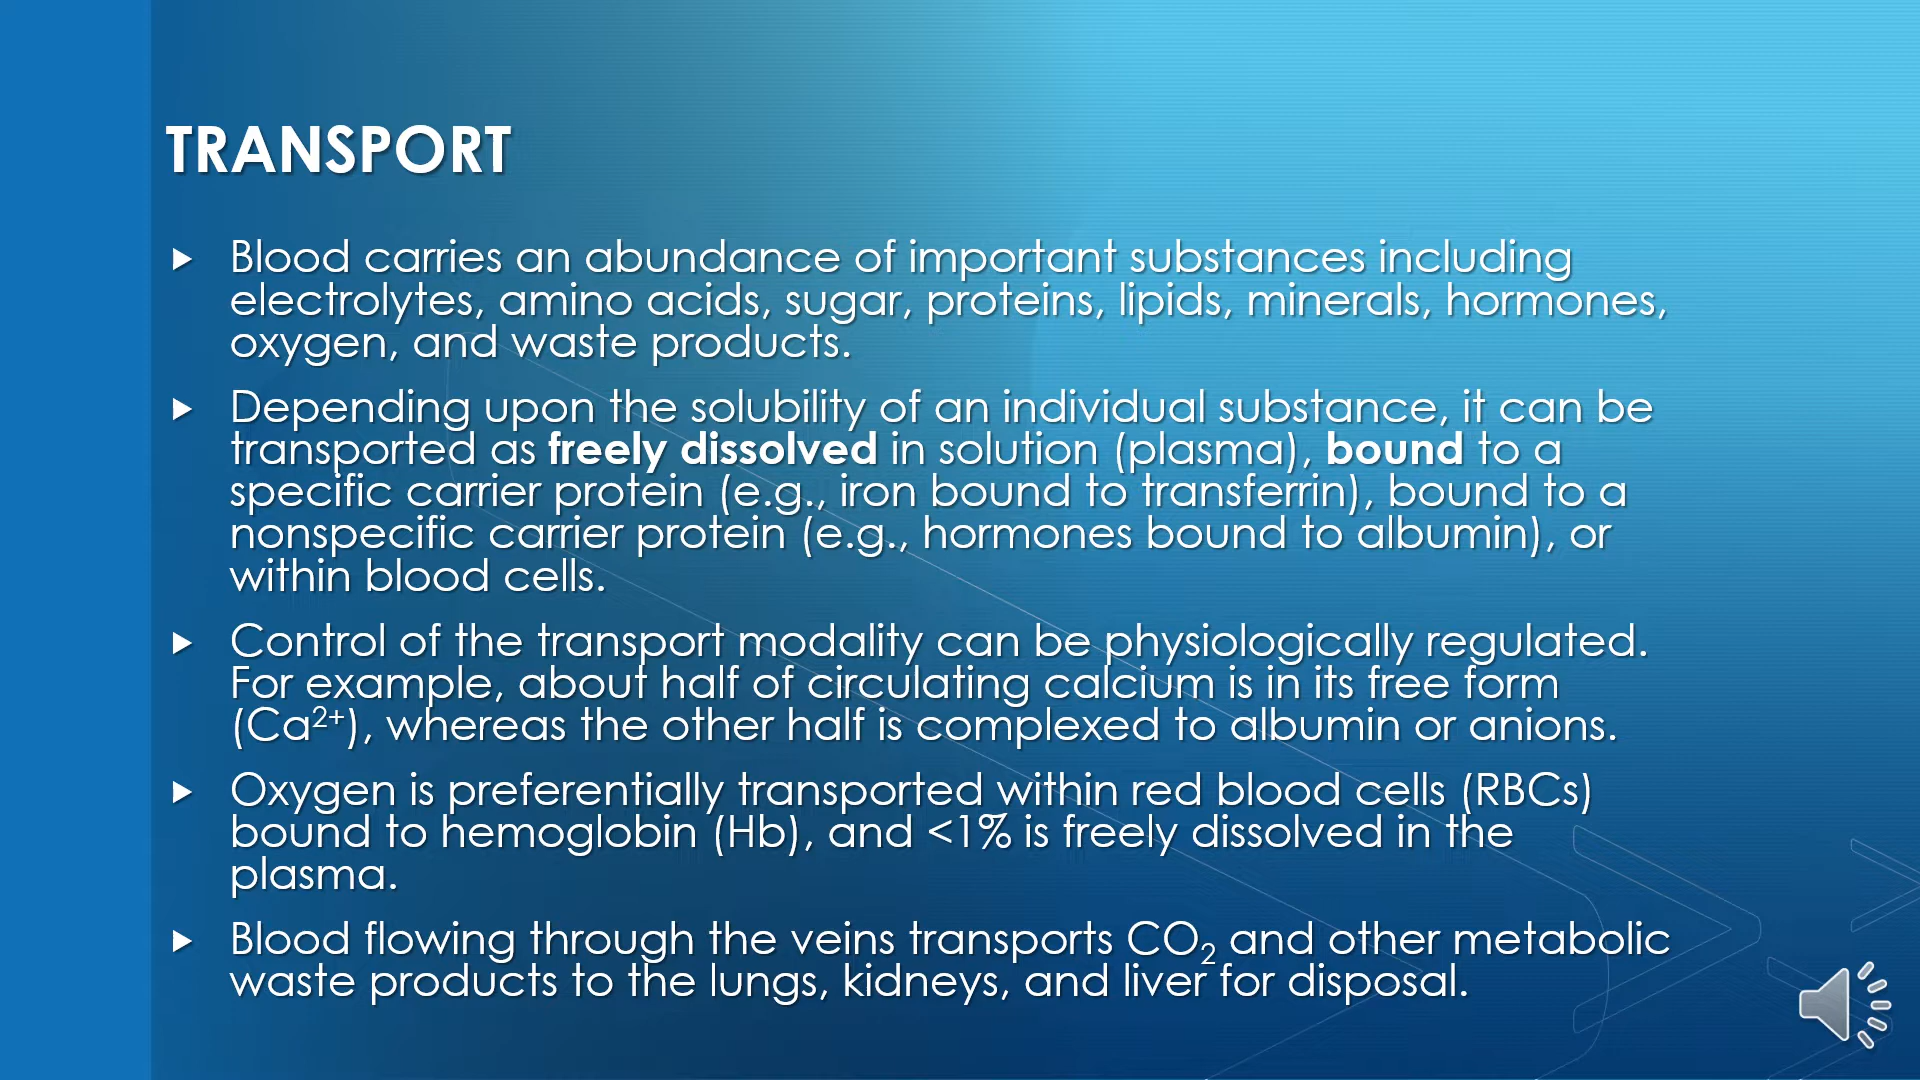 TRANSPORT
Blood carries an abundance of important substances including
electrolytes, amino acids, sugar, proteins, lipids, minerals, hormones,
oxygen, and waste products.
Depending upon the solubility of an individual substance, it can be
transported as freely dissolved in solution (plasma), bound to a
specific carrier protein (e.g., iron bound to transferrin), bound to a
nonspecific carrier protein (e.g., hormones bound to albumin), or
within blood cells.
Control of the transport modality can be physiologically regulated.
For example, about half of circulating calcium is in its free form
(Ca²⁺), whereas the other half is complexed to albumin or anions.
Oxygen is preferentially transported within red blood cells (RBCs)
bound to hemoglobin (Hb), and <1% is freely dissolved in the
plasma.
Blood flowing through the veins transports CO₂ and other metabolic
waste products to the lungs, kidneys, and liver for disposal.